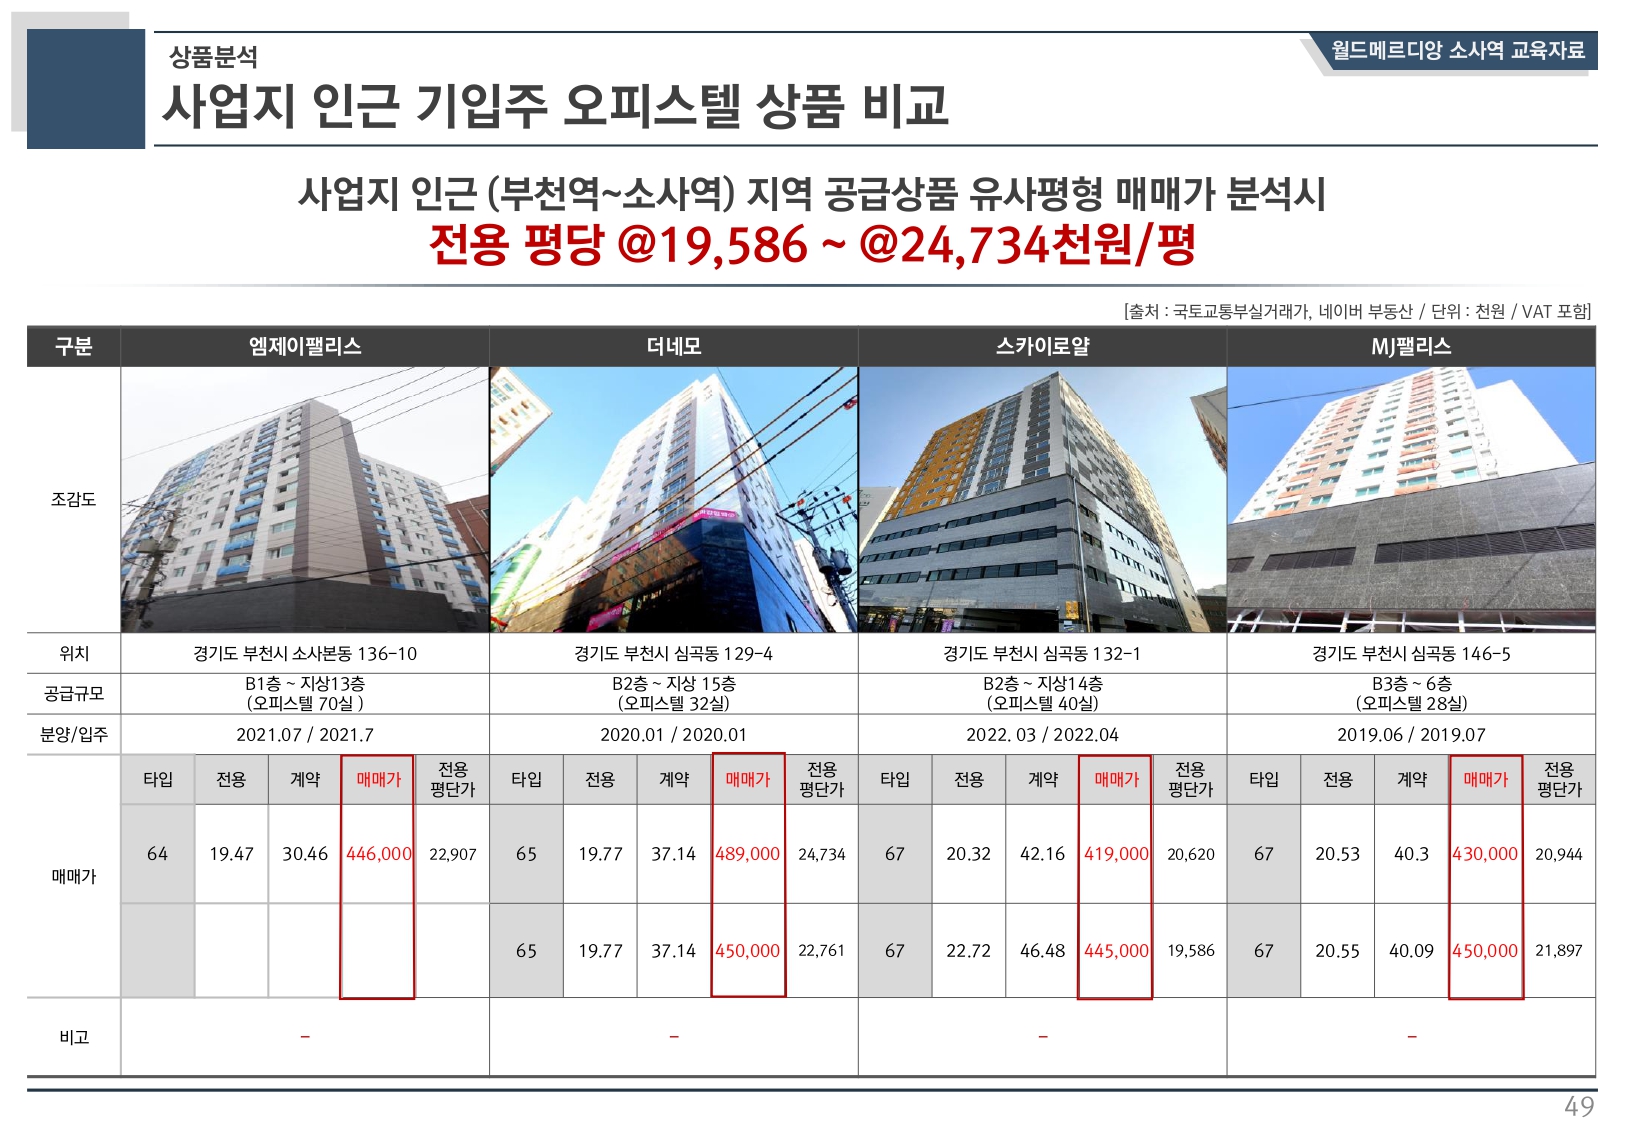 상품분석
월드메르디앙 소사역 교육자료
사업지 인근 기입주 오피스텔 상품 비교
사업지 인근 (부천역~소사역) 지역 공급상품 유사평형 매매가 분석시
전용 평당 @19,586 ~ @24,734천원/평
[출처 : 국토교통부실거래가, 네이버 부동산 / 단위 : 천원 / VAT 포함]
구분 엠제이팰리스 더네모 스카이로얄 MJ팰리스
조감도
위치 경기도 부천시 소사본동 136-10 경기도 부천시 심곡동 129-4 경기도 부천시 심곡동 132-1 경기도 부천시 심곡동 146-5
공급규모 B1층 ~ 지상13층 (오피스텔 70실 ) B2층 ~ 지상 15층 (오피스텔 32실) B2층 ~ 지상14층 (오피스텔 40실) B3층 ~ 6층 (오피스텔 28실)
분양/입주 2021.07 / 2021.7 2020.01 / 2020.01 2022. 03 / 2022.04 2019.06 / 2019.07
매매가
타입 전용 계약 매매가 전용 평단가 타입 전용 계약 매매가 전용 평단가 타입 전용 계약 매매가 전용 평단가 타입 전용 계약 매매가 전용 평단가
64 19.47 30.46 446,000 22,907 65 19.77 37.14 489,000 24,734 67 20.32 42.16 419,000 20,620 67 20.53 40.3 430,000 20,944
65 19.77 37.14 450,000 22,761 67 22.72 46.48 445,000 19,586 67 20.55 40.09 450,000 21,897
비고 - - - -
49